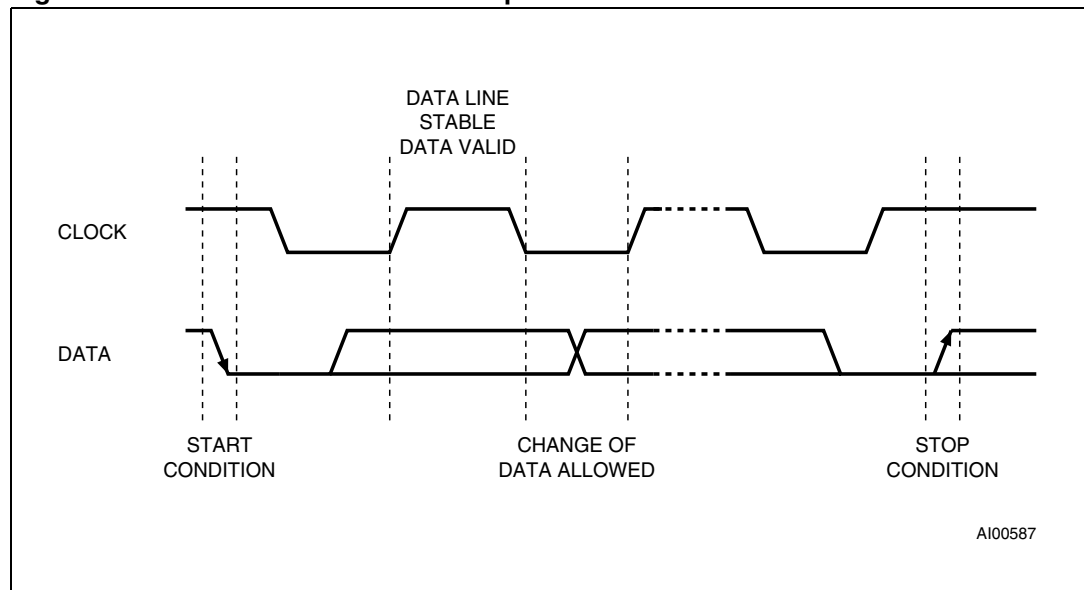 DATA LINE
STABLE
DATA VALID
CLOCK
DATA
START
CONDITION
CHANGE OF
DATA ALLOWED
STOP
CONDITION
AI00587